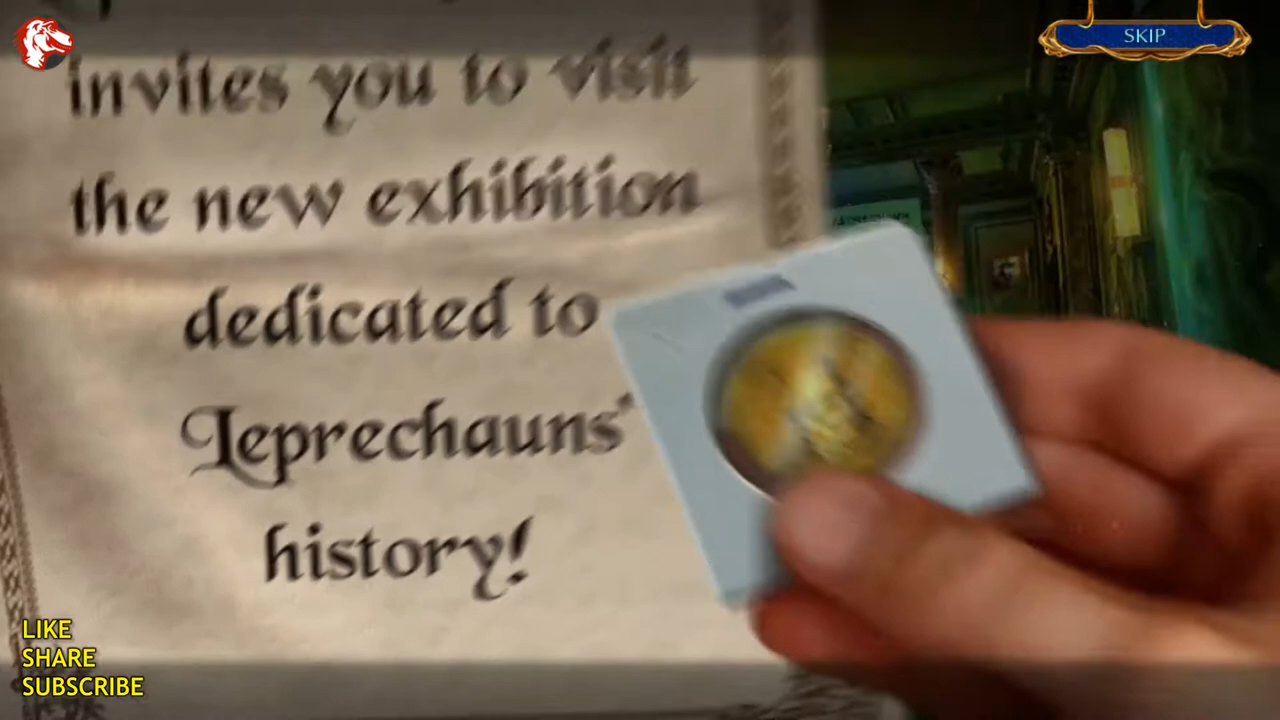 SKIP
invites you to visit
the new exhibition
dedicated to
Leprechauns'
history!
LIKE
SHARE
SUBSCRIBE